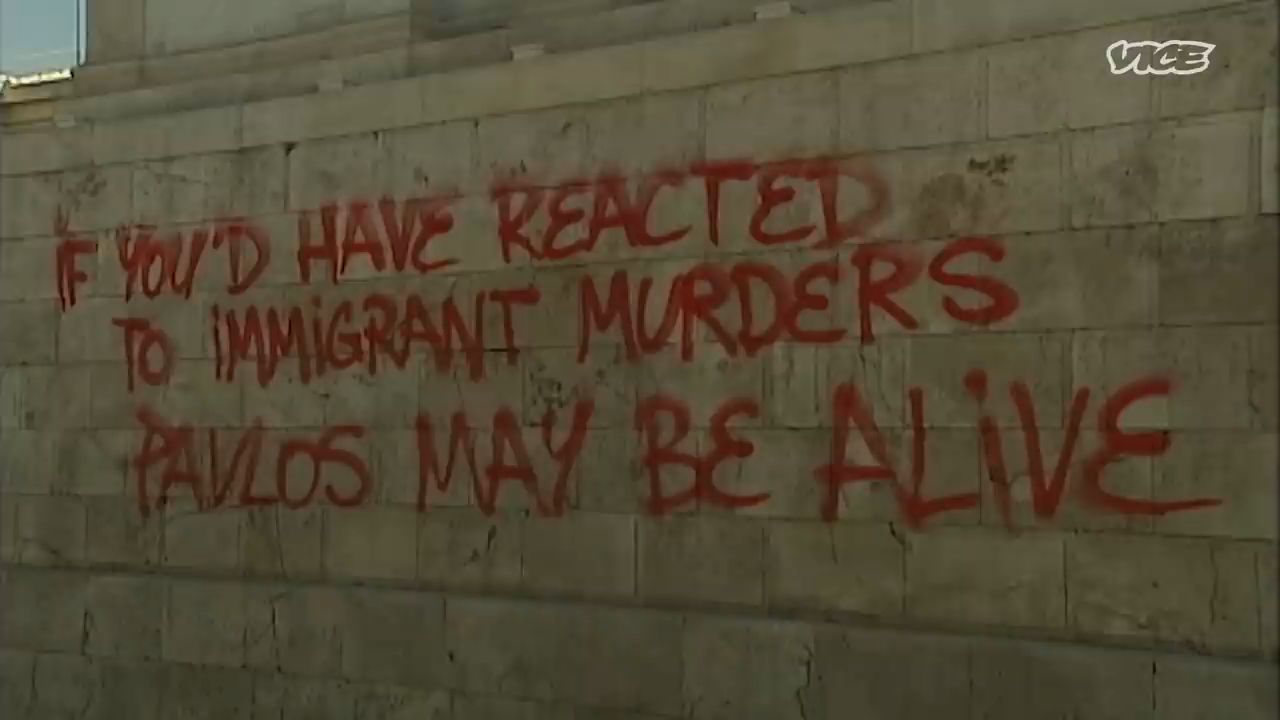 VICE
IF YOU'D HAVE REACTED
TO IMMiGRANT MURDERS
PAVLOS MAY BE ALiVE